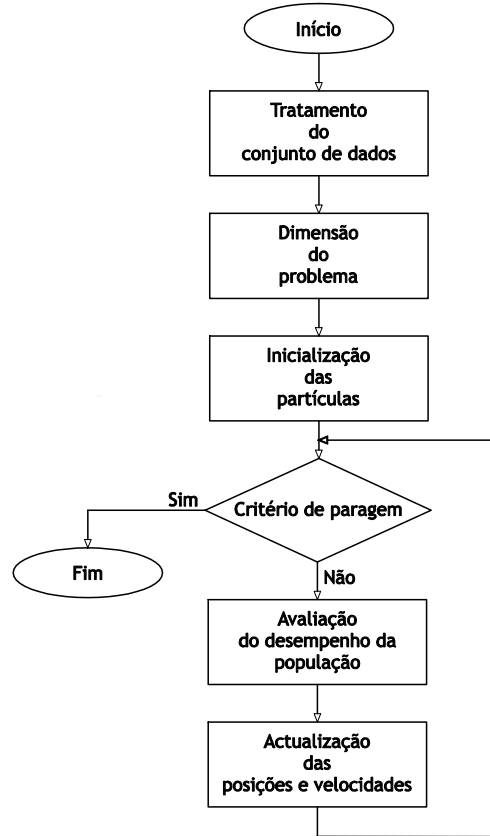 Início
Tratamento
do
conjunto de dados
Dimensão
do
problema
Inicialização
das
partículas
Critério de paragem
Sim
Fim
Não
Avaliação
do desempenho da
população
Actualização
das
posições e velocidades